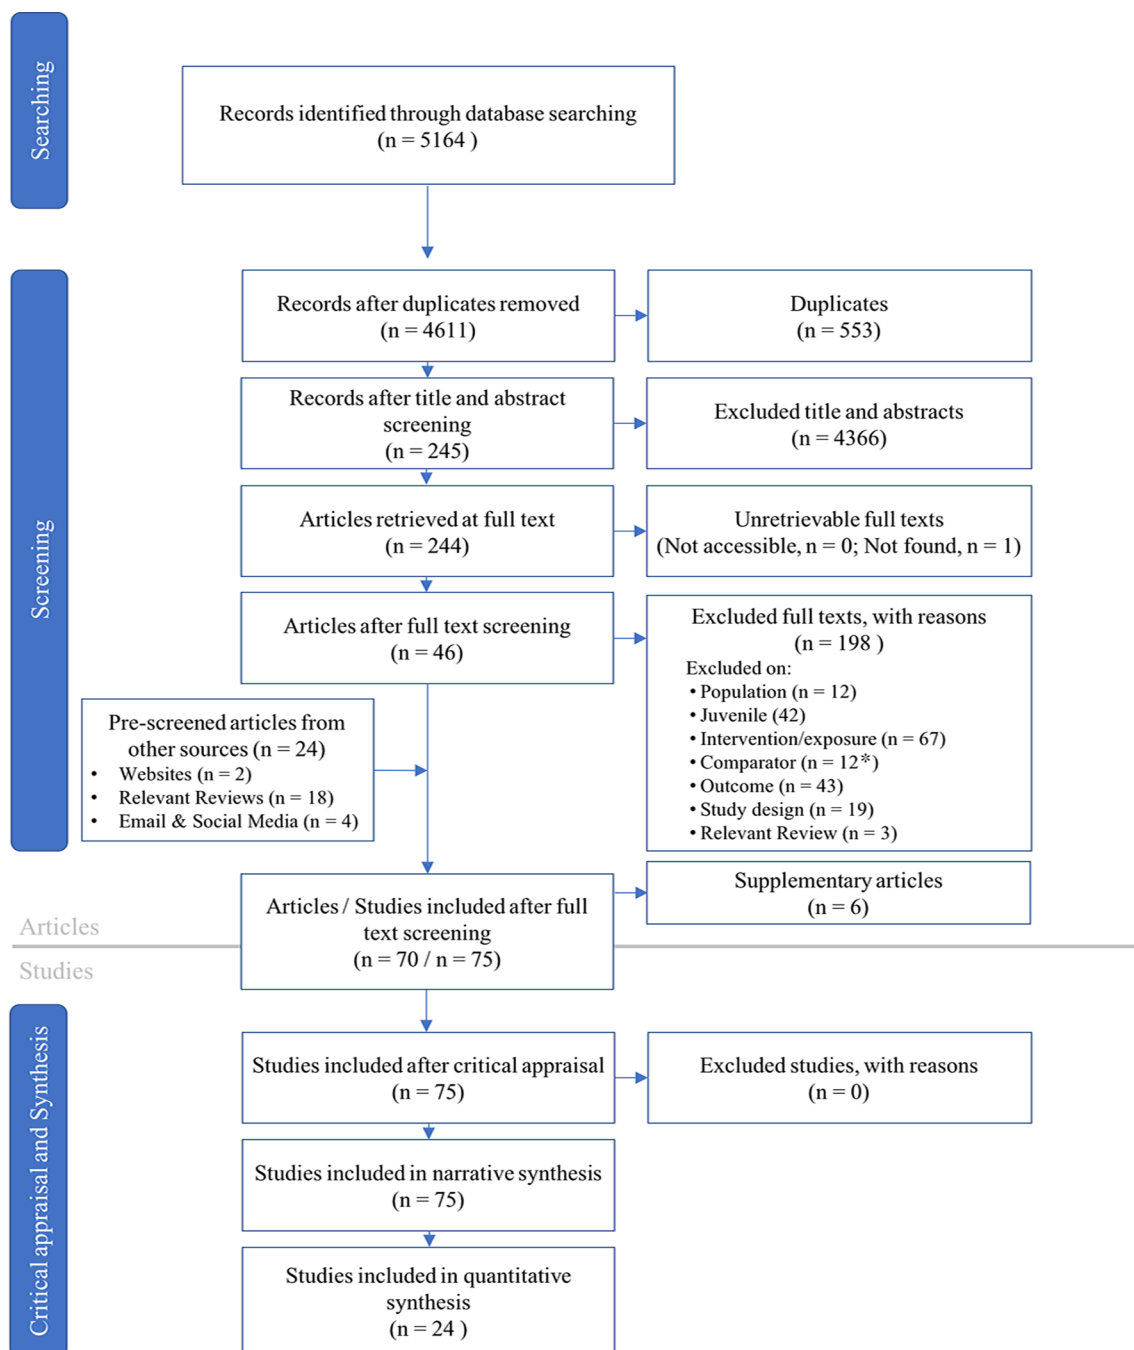 Searching
Records identified through database searching
(n = 5164 )
Screening
Records after duplicates removed
(n = 4611)
Duplicates
(n = 553)
Records after title and abstract
screening
(n = 245)
Excluded title and abstracts
(n = 4366)
Articles retrieved at full text
(n = 244)
Unretrievable full texts
(Not accessible, n = 0; Not found, n = 1)
Articles after full text screening
(n = 46)
Excluded full texts, with reasons
(n = 198 )
Excluded on:
• Population (n = 12)
• Juvenile (42)
• Intervention/exposure (n = 67)
• Comparator (n = 12*)
• Outcome (n = 43)
• Study design (n = 19)
• Relevant Review (n = 3)
Pre-screened articles from
other sources (n = 24)
• Websites (n = 2)
• Relevant Reviews (n = 18)
• Email & Social Media (n = 4)
Articles / Studies included after full
text screening
(n = 70 / n = 75)
Supplementary articles
(n = 6)
Articles
Studies
Critical appraisal and Synthesis
Studies included after critical appraisal
(n = 75)
Excluded studies, with reasons
(n = 0)
Studies included in narrative synthesis
(n = 75)
Studies included in quantitative
synthesis
(n = 24 )